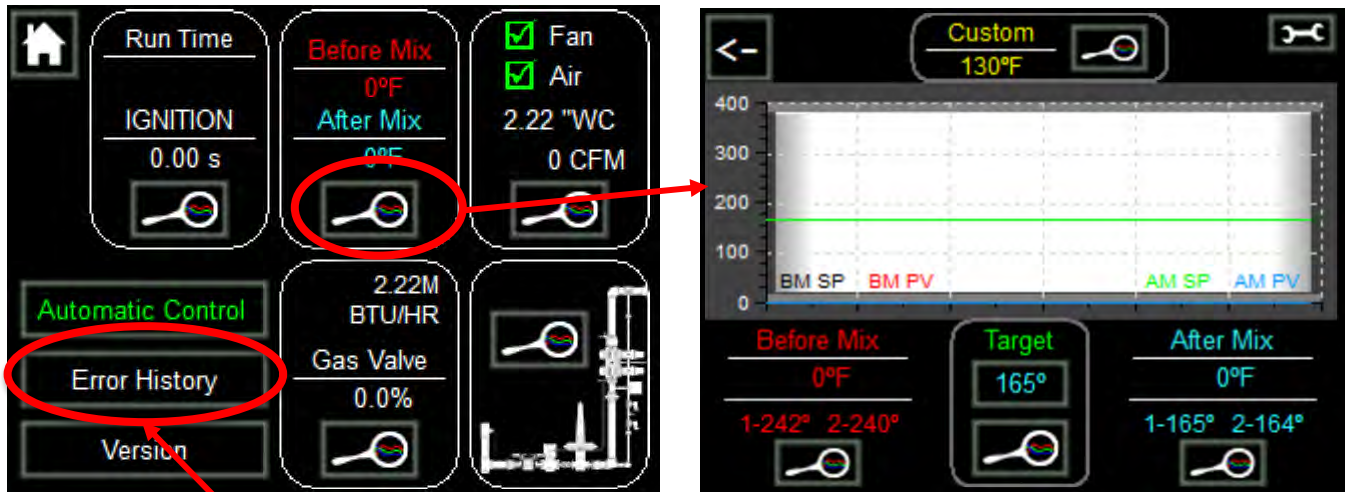 Run Time
IGNITION
0.00 s
Before Mix
0ºF
After Mix
0ºF
Fan
Air
2.22 "WC
0 CFM
Automatic Control
Error History
Version
2.22M
BTU/HR
Gas Valve
0.0%
<-
Custom
130ºF
400
300
200
100
0
BM SP BM PV AM SP AM PV
Before Mix
0ºF
1-242º 2-240º
Target
165º
After Mix
0ºF
1-165º 2-164º